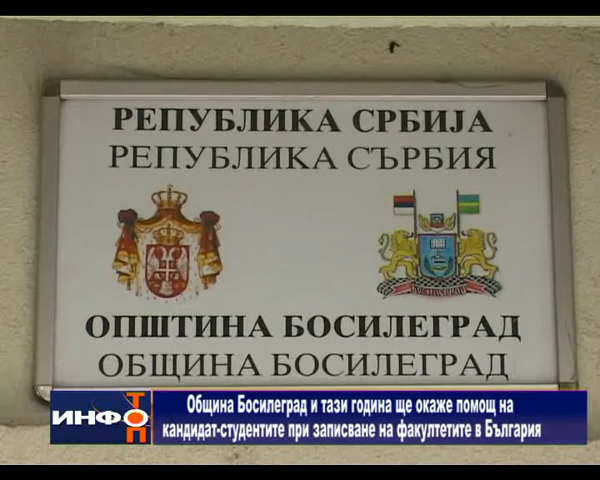 РЕПУБЛИКА СРБИЈА
РЕПУБЛИКА СЪРБИЯ
ОПШТИНА БОСИЛЕГРАД
ОБЩИНА БОСИЛЕГРАД
ИНФО
ТОП
Община Босилеград и тази година ще окаже помощ на
кандидат-студентите при записване на факултетите в България